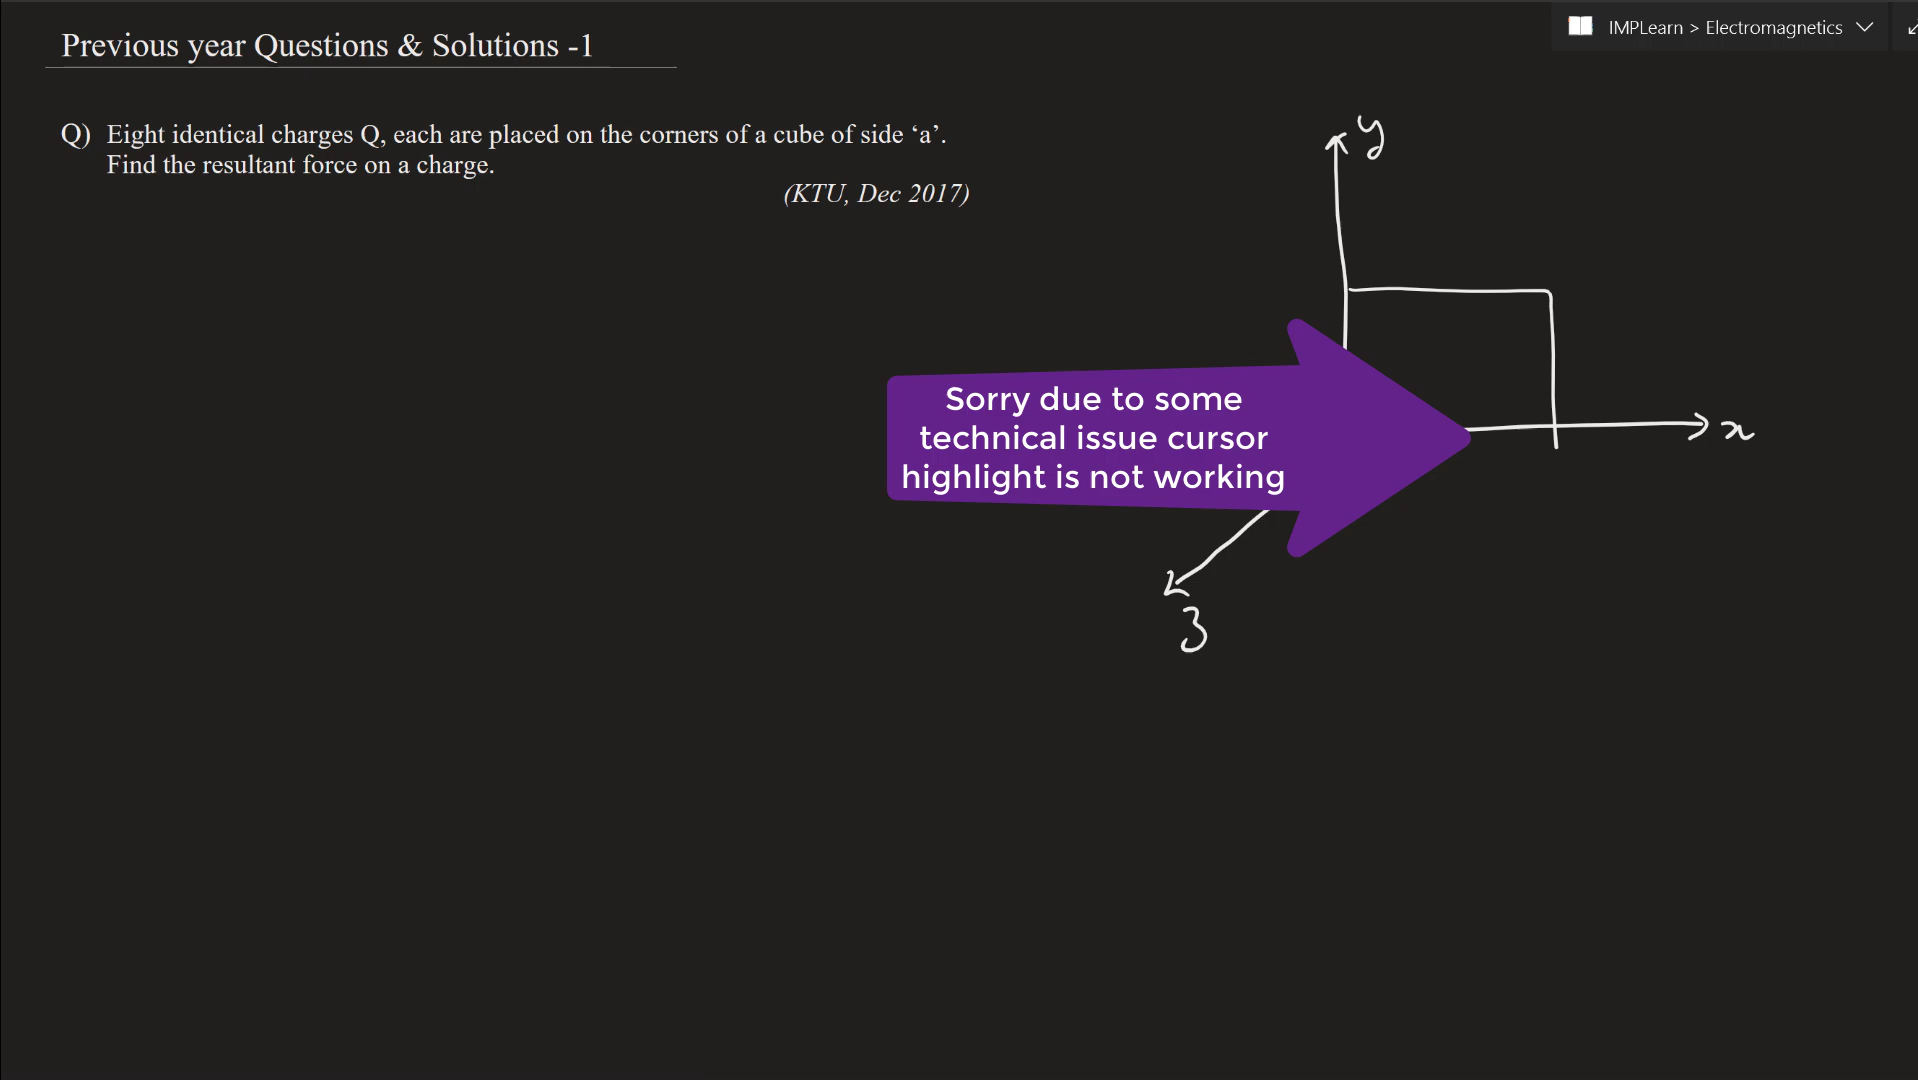 Previous year Questions & Solutions -1
IMPLearn > Electromagnetics
Q) Eight identical charges Q, each are placed on the corners of a cube of side ‘a’.
Find the resultant force on a charge.
(KTU, Dec 2017)
y
Sorry due to some
technical issue cursor
highlight is not working
x
z